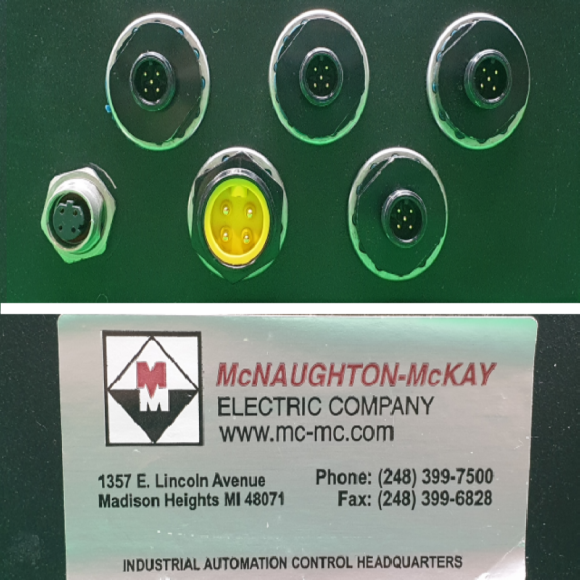 M
M
McNAUGHTON-McKAY
ELECTRIC COMPANY
www.mc-mc.com
1357 E. Lincoln Avenue Phone: (248) 399-7500
Madison Heights MI 48071 Fax: (248) 399-6828
INDUSTRIAL AUTOMATION CONTROL HEADQUARTERS